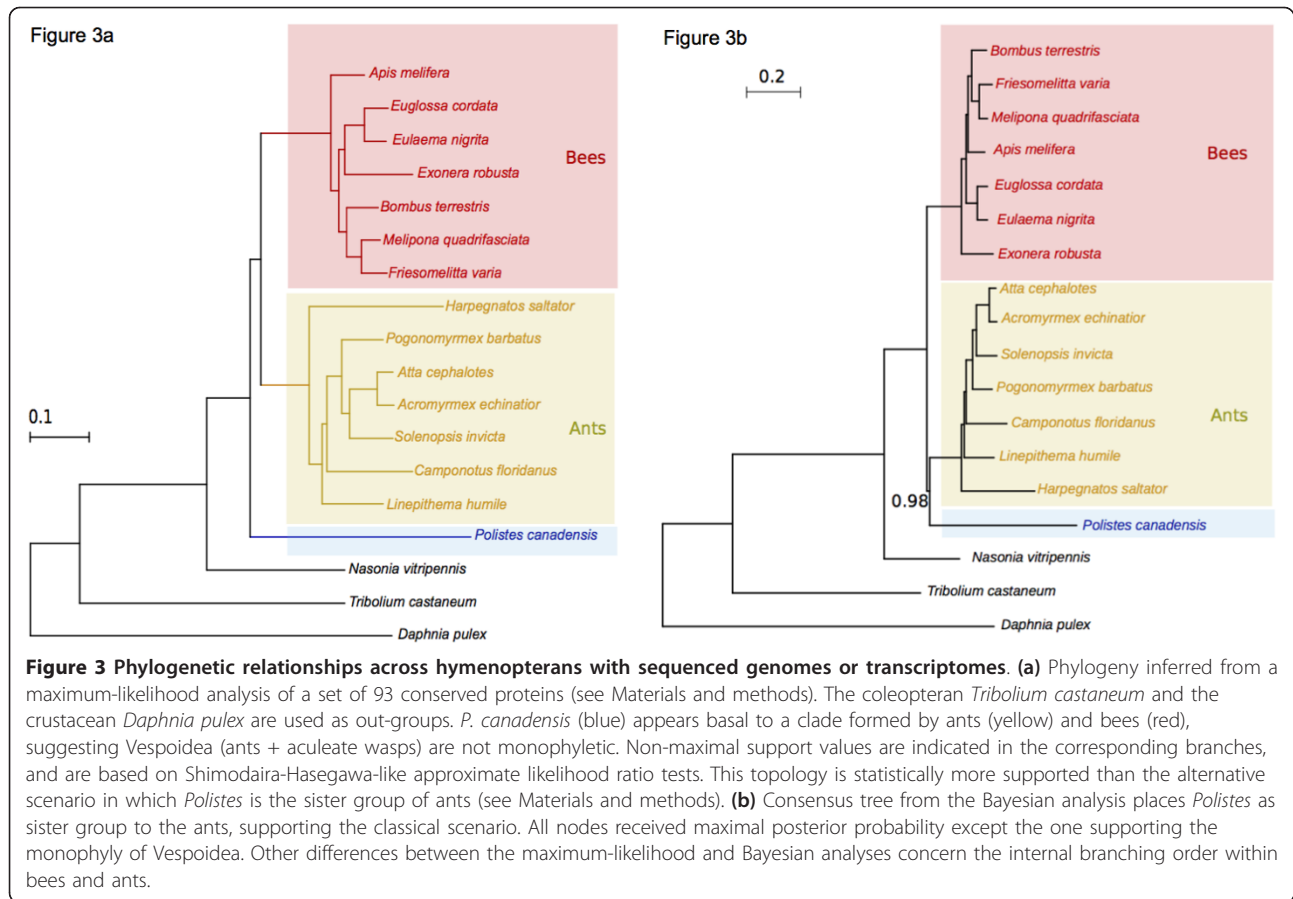 Figure 3a
Apis melifera
Euglossa cordata
Eulaema nigrita
Exonera robusta
Bombus terrestris
Melipona quadrifasciata
Friesomelitta varia
Bees
Harpegnatos saltator
Pogonomyrmex barbatus
Atta cephalotes
Acromyrmex echinatior
Solenopsis invicta
Camponotus floridanus
Linepithema humile
Ants
0.1
Polistes canadensis
Nasonia vitripennis
Tribolium castaneum
Daphnia pulex
Figure 3b
0.2
Bombus terrestris
Friesomelitta varia
Melipona quadrifasciata
Apis melifera
Euglossa cordata
Eulaema nigrita
Exonera robusta
Bees
Atta cephalotes
Acromyrmex echinatior
Solenopsis invicta
Pogonomyrmex barbatus
Camponotus floridanus
Linepithema humile
Harpegnatos saltator
Ants
0.98
Polistes canadensis
Nasonia vitripennis
Tribolium castaneum
Daphnia pulex
Figure 3 Phylogenetic relationships across hymenopterans with sequenced genomes or transcriptomes. (a) Phylogeny inferred from a
maximum-likelihood analysis of a set of 93 conserved proteins (see Materials and methods). The coleopteran Tribolium castaneum and the
crustacean Daphnia pulex are used as out-groups. P. canadensis (blue) appears basal to a clade formed by ants (yellow) and bees (red),
suggesting Vespoidea (ants + aculeate wasps) are not monophyletic. Non-maximal support values are indicated in the corresponding branches,
and are based on Shimodaira-Hasegawa-like approximate likelihood ratio tests. This topology is statistically more supported than the alternative
scenario in which Polistes is the sister group of ants (see Materials and methods). (b) Consensus tree from the Bayesian analysis places Polistes as
sister group to the ants, supporting the classical scenario. All nodes received maximal posterior probability except the one supporting the
monophyly of Vespoidea. Other differences between the maximum-likelihood and Bayesian analyses concern the internal branching order within
bees and ants.